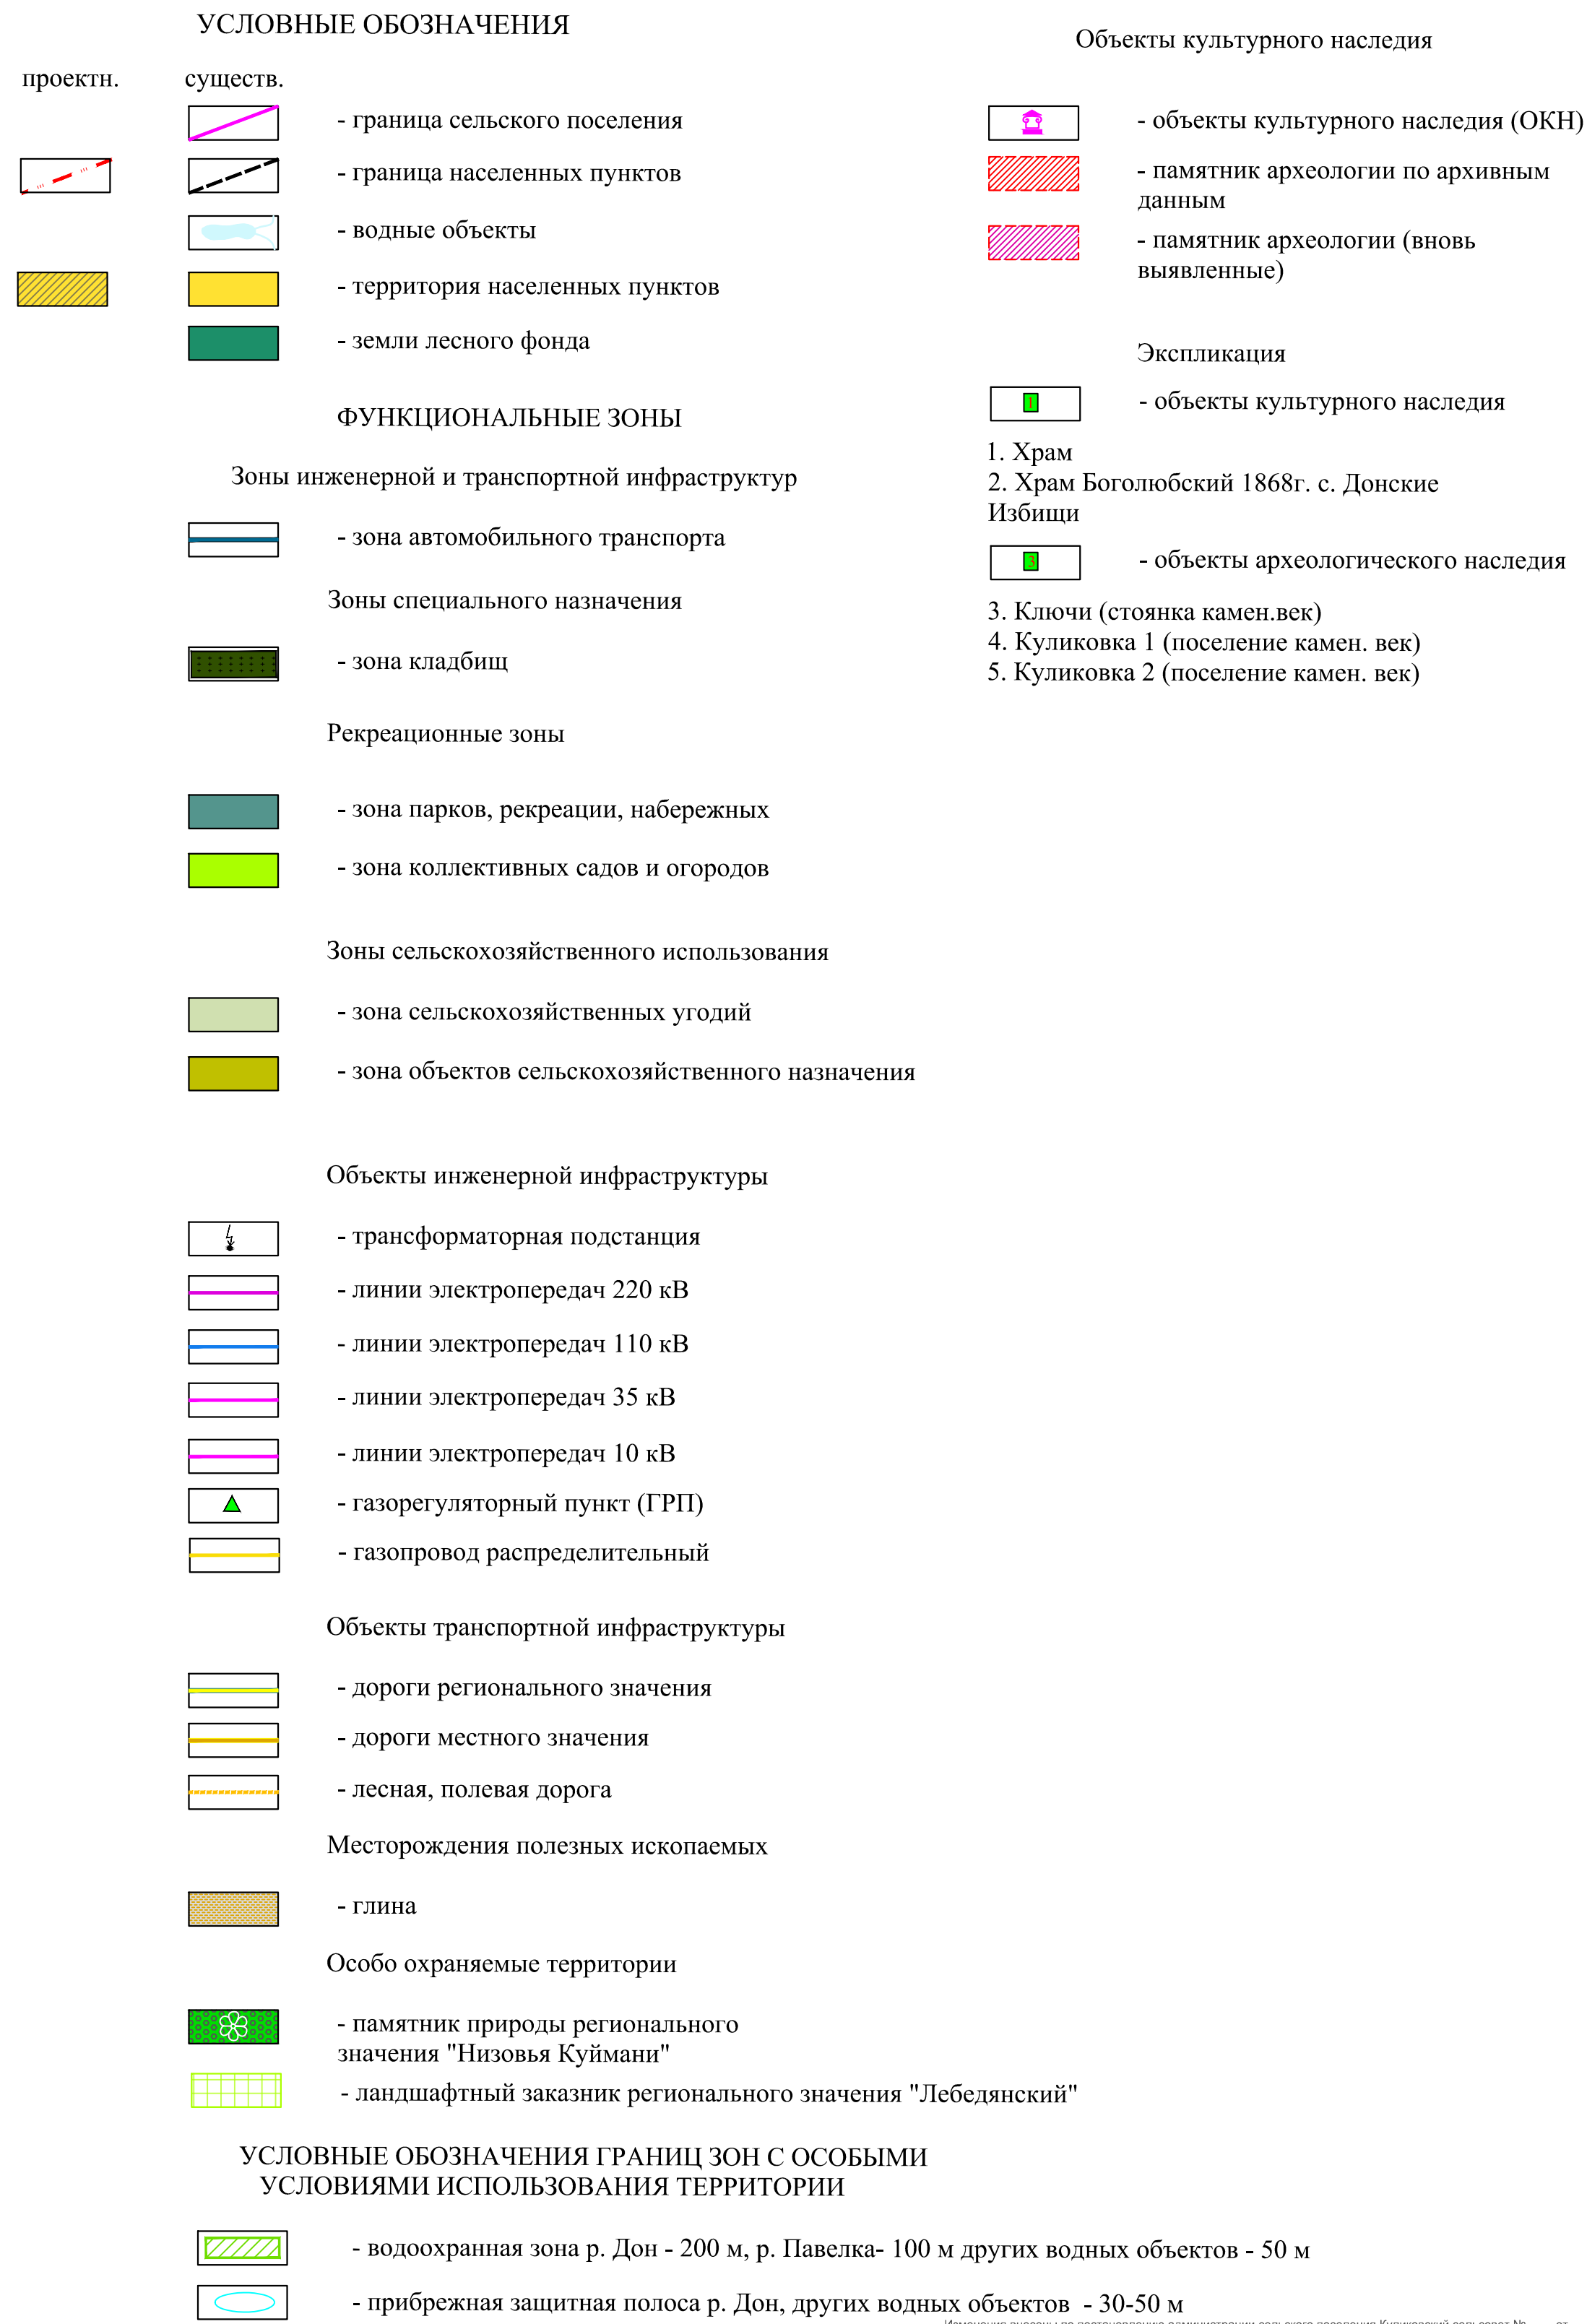 УСЛОВНЫЕ ОБОЗНАЧЕНИЯ
проектн. существ.
- граница сельского поселения
- граница населенных пунктов
- водные объекты
- территория населенных пунктов
- земли лесного фонда
ФУНКЦИОНАЛЬНЫЕ ЗОНЫ
Зоны инженерной и транспортной инфраструктур
- зона автомобильного транспорта
Зоны специального назначения
- зона кладбищ
Рекреационные зоны
- зона парков, рекреации, набережных
- зона коллективных садов и огородов
Зоны сельскохозяйственного использования
- зона сельскохозяйственных угодий
- зона объектов сельскохозяйственного назначения
Объекты инженерной инфраструктуры
- трансформаторная подстанция
- линии электропередач 220 кВ
- линии электропередач 110 кВ
- линии электропередач 35 кВ
- линии электропередач 10 кВ
- газорегуляторный пункт (ГРП)
- газопровод распределительный
Объекты транспортной инфраструктуры
- дороги регионального значения
- дороги местного значения
- лесная, полевая дорога
Месторождения полезных ископаемых
- глина
Особо охраняемые территории
- памятник природы регионального
значения "Низовья Куймани"
- ландшафтный заказник регионального значения "Лебедянский"
УСЛОВНЫЕ ОБОЗНАЧЕНИЯ ГРАНИЦ ЗОН С ОСОБЫМИ
УСЛОВИЯМИ ИСПОЛЬЗОВАНИЯ ТЕРРИТОРИИ
- водоохранная зона р. Дон - 200 м, р. Павелка- 100 м других водных объектов - 50 м
- прибрежная защитная полоса р. Дон, других водных объектов - 30-50 м
Объекты культурного наследия
- объекты культурного наследия (ОКН)
- памятник археологии по архивным
данным
- памятник археологии (вновь
выявленные)
Экспликация
1 - объекты культурного наследия
1. Храм
2. Храм Боголюбский 1868г. с. Донские
Избищи
3 - объекты археологического наследия
3. Ключи (стоянка камен.век)
4. Куликовка 1 (поселение камен. век)
5. Куликовка 2 (поселение камен. век)